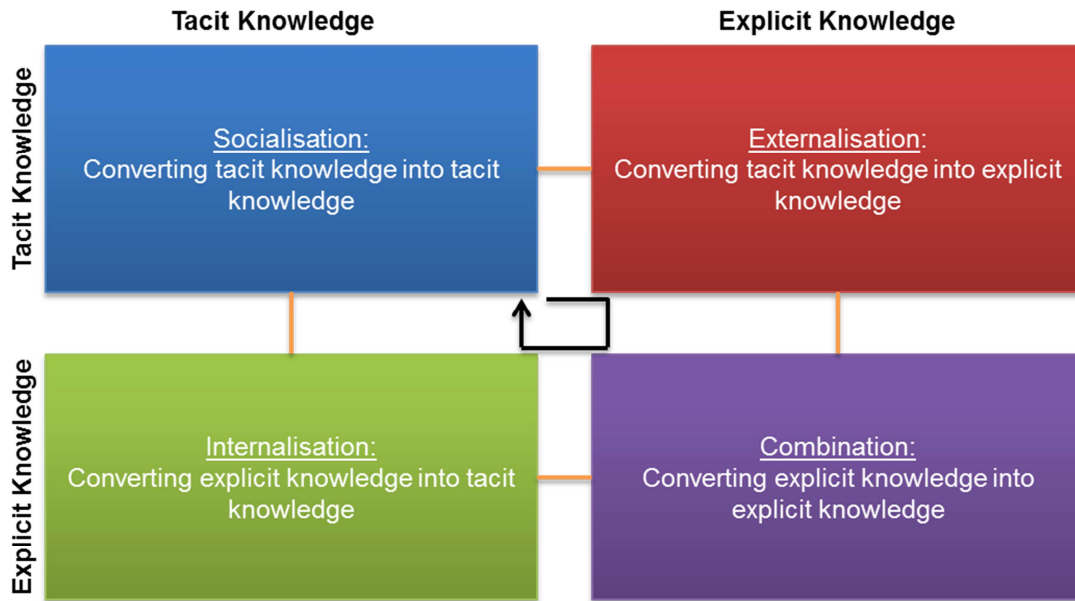 Tacit Knowledge
Explicit Knowledge
Tacit Knowledge
Socialisation:
Converting tacit knowledge into tacit
knowledge
Externalisation:
Converting tacit knowledge into explicit
knowledge
Explicit Knowledge
Internalisation:
Converting explicit knowledge into tacit
knowledge
Combination:
Converting explicit knowledge into
explicit knowledge